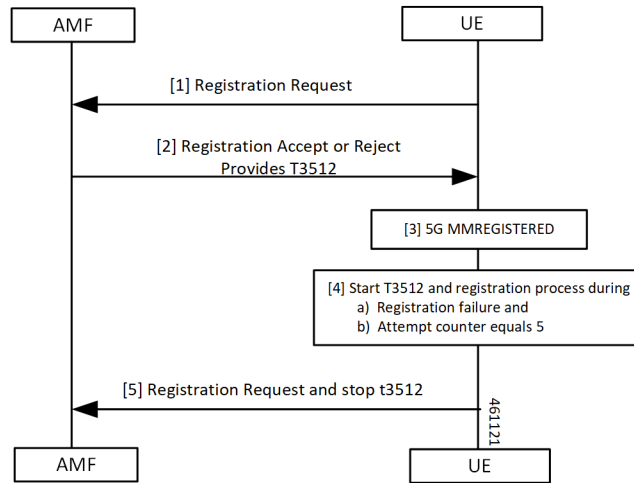 AMF
UE
[1] Registration Request
[2] Registration Accept or Reject
Provides T3512
[3] 5G MMREGISTERED
[4] Start T3512 and registration process during
a) Registration failure and
b) Attempt counter equals 5
[5] Registration Request and stop t3512
461121
AMF
UE